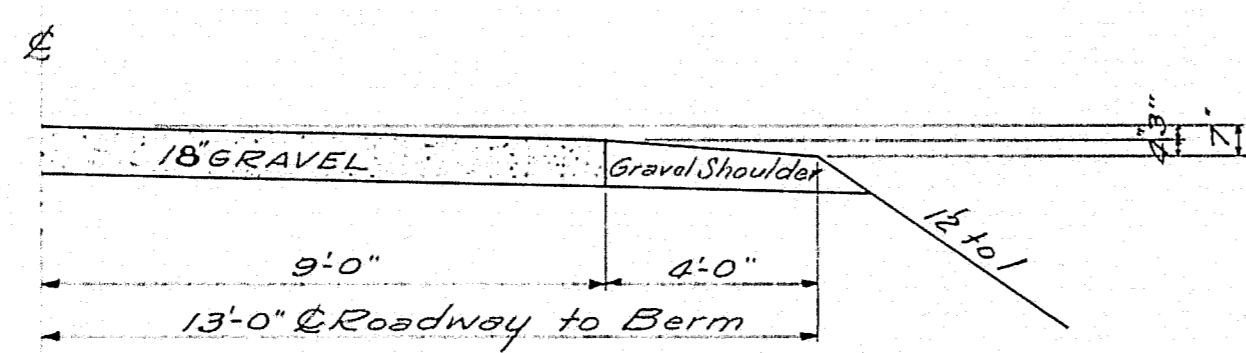 ℄
18" GRAVEL
Gravel Shoulder
3"
4"
7"
1½ to 1
9'-0"
4'-0"
13'-0" ℄ Roadway to Berm